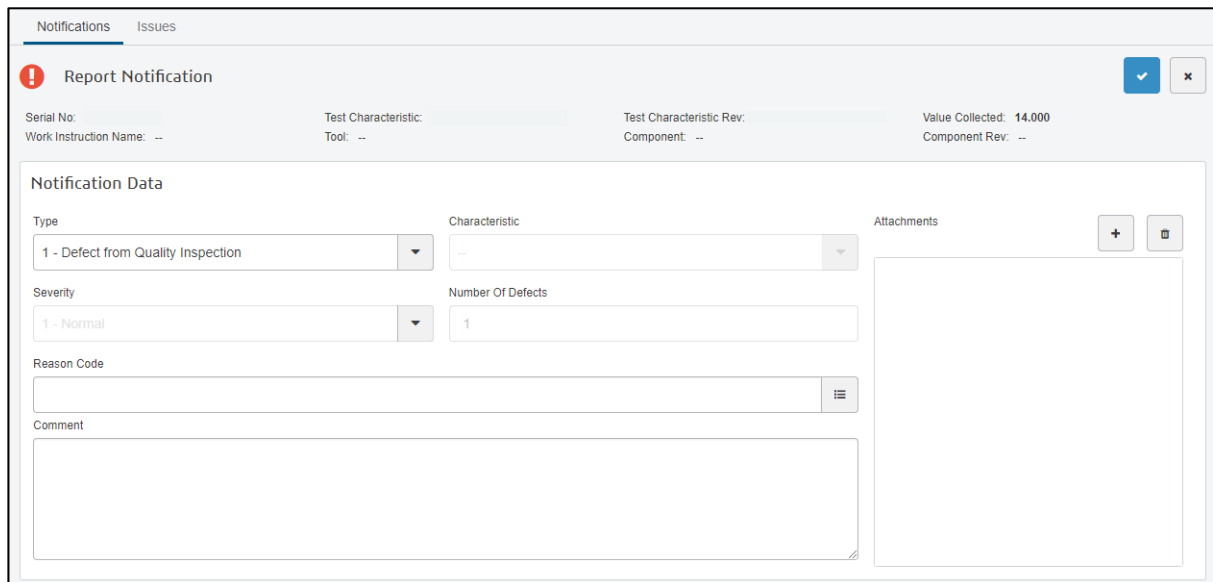 Notifications Issues
Report Notification
Serial No: Test Characteristic: Test Characteristic Rev: Value Collected: 14.000
Work Instruction Name: -- Tool: -- Component: -- Component Rev: --
Notification Data
Type Characteristic Attachments
1 - Defect from Quality Inspection --
Severity Number Of Defects
1 - Normal 1
Reason Code
Comment